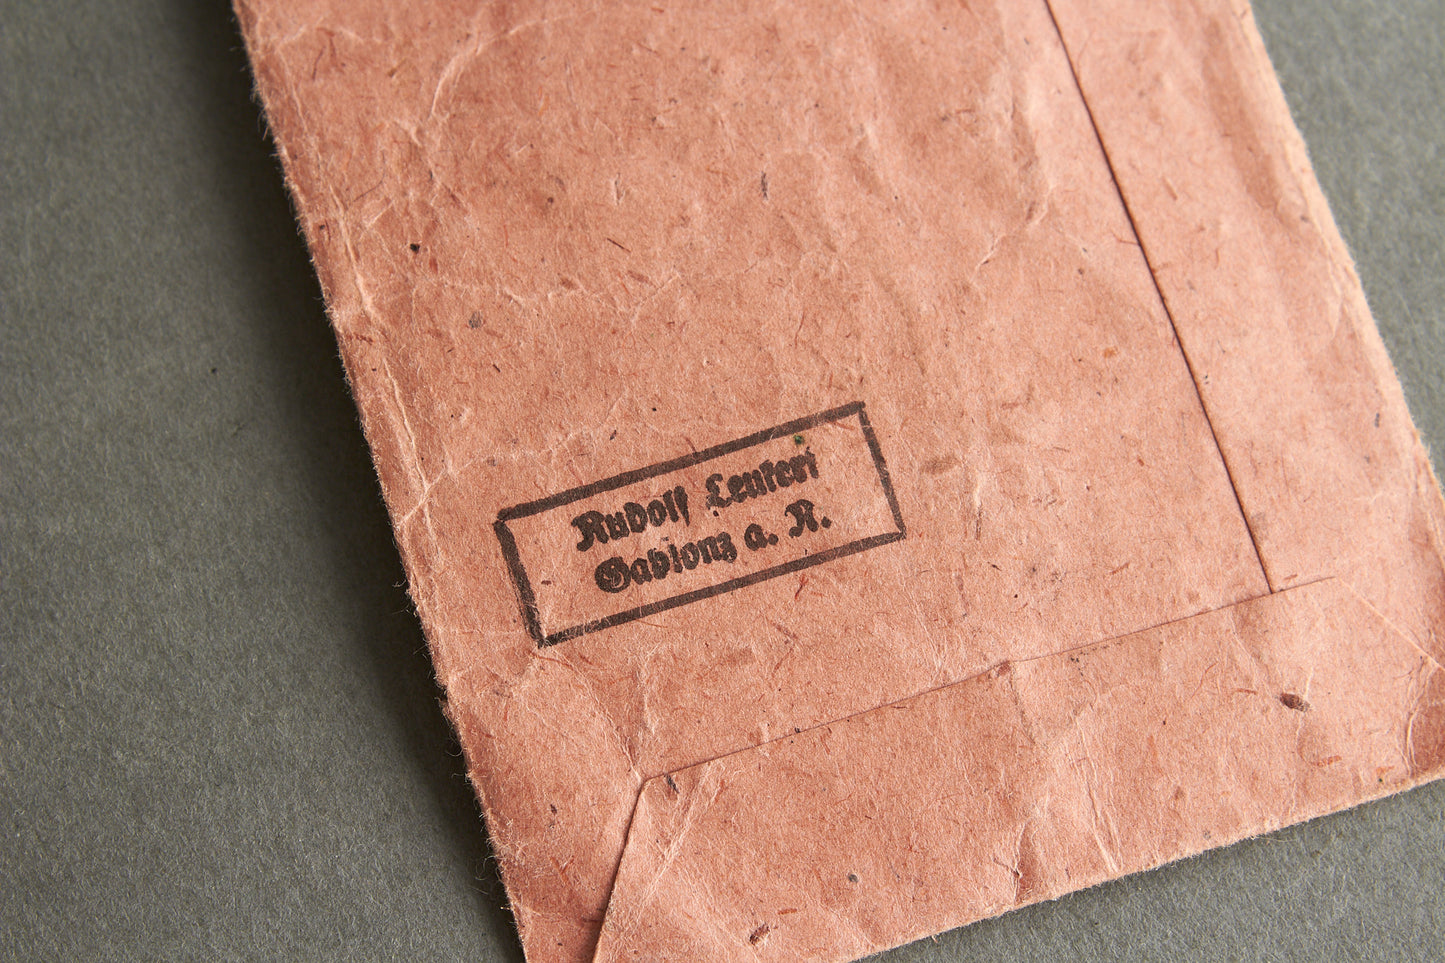 Rudolf Leukert
Gablonz a. N.